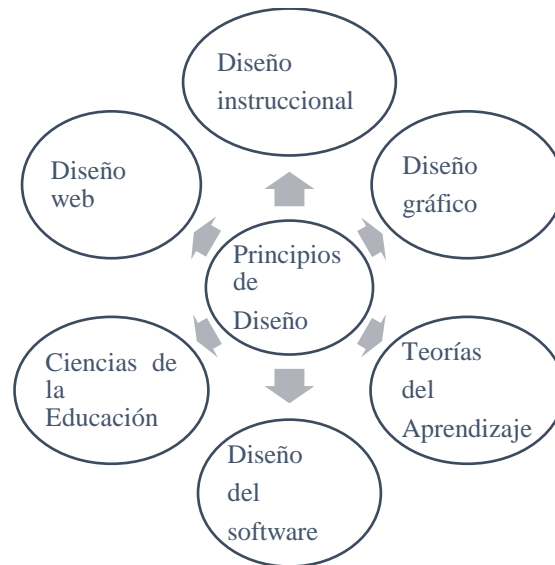 Diseño
instruccional
Diseño
web
Diseño
gráfico
Principios
de
Diseño
Ciencias de
la
Educación
Teorías
del
Aprendizaje
Diseño
del
software